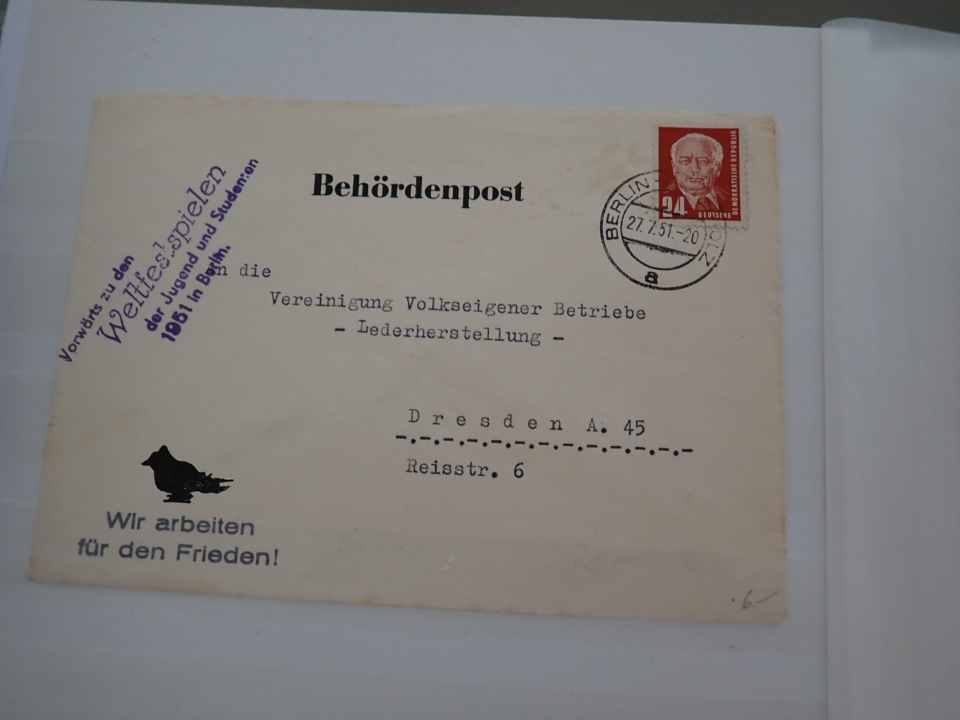 Behördenpost
24
DEUTSCHE
DEMOKRATISCHE REPUBLIK
BERLIN
27.7.51.-20
a
Vorwärts zu den
Weltfestspielen
der Jugend und Studenten
1951 in Berlin.
An die
Vereinigung Volkseigener Betriebe
- Lederherstellung -
Dresden A. 45
Reisstr. 6
Wir arbeiten
für den Frieden!